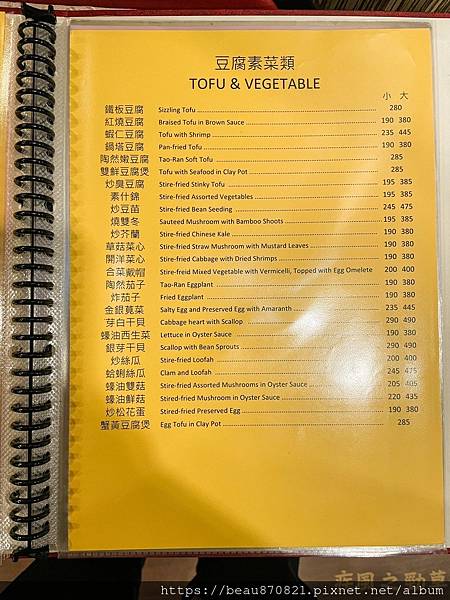 豆腐素菜類
TOFU & VEGETABLE
小 大
鐵板豆腐 Sizzling Tofu 280
紅燒豆腐 Braised Tofu in Brown Sauce 190 380
蝦仁豆腐 Tofu with Shrimp 235 445
鍋塔豆腐 Pan-fried Tofu 190 380
陶然嫩豆腐 Tao-Ran Soft Tofu 285
雙鮮豆腐煲 Tofu with Seafood in Clay Pot 285
炒臭豆腐 Stire-fried Stinky Tofu 195 385
素什錦 Stire-fried Assorted Vegetables 195 385
炒豆苗 Stire-fried Bean Seeding 245 475
燒雙冬 Sauteed Mushroom with Bamboo Shoots 195 385
炒芥蘭 Stire-fried Chinese Kale 190 380
草菇菜心 Stire-fried Straw Mushroom with Mustard Leaves 190 380
開洋菜心 Stire-fried Cabbage with Dried Shrimps 190 380
合菜戴帽 Stire-freid Mixed Vegetable with Vermicelli, Topped with Egg Omelete 200 400
陶然茄子 Tao-Ran Eggplant 190 380
炸茄子 Fried Eggplant 190 380
金銀莧菜 Salty Egg and Preserved Egg with Amaranth 235 445
芽白干貝 Cabbage heart with Scallop 290 490
蠔油西生菜 Lettuce in Oyster Sauce 190 380
銀芽干貝 Scallop with Bean Sprouts 290 490
炒絲瓜 Stire-fried Loofah 200 400
蛤蜊絲瓜 Clam and Loofah 245 475
蠔油雙菇 Stire-fried Assorted Mushrooms in Oyster Sauce 205 405
蠔油鮮菇 Stired-fried Mushroom in Oyster Sauce 220 435
炒松花蛋 Stired-fried Preserved Egg 190 380
蟹黃豆腐煲 Egg Tofu in Clay Pot 285
https://beau870821.pixnet.net/album